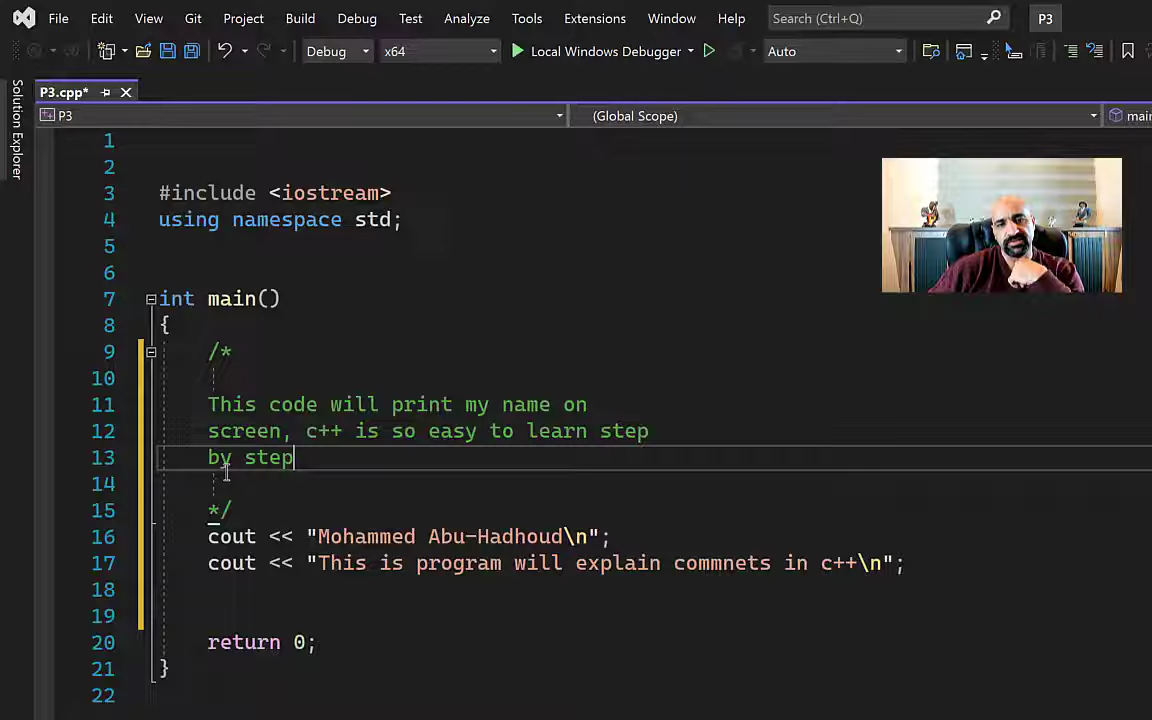 File Edit View Git Project Build Debug Test Analyze Tools Extensions Window Help Search (Ctrl+Q) P3
Debug x64 Local Windows Debugger Auto
Solution Explorer
P3.cpp*
P3 (Global Scope) main
1
2
3 #include <iostream>
4 using namespace std;
5
6
7 int main()
8 {
9 /*
10
11 This code will print my name on
12 screen, c++ is so easy to learn step
13 by step
14
15 */
16 cout << "Mohammed Abu-Hadhoud\n";
17 cout << "This is program will explain commnets in c++\n";
18
19
20 return 0;
21 }
22